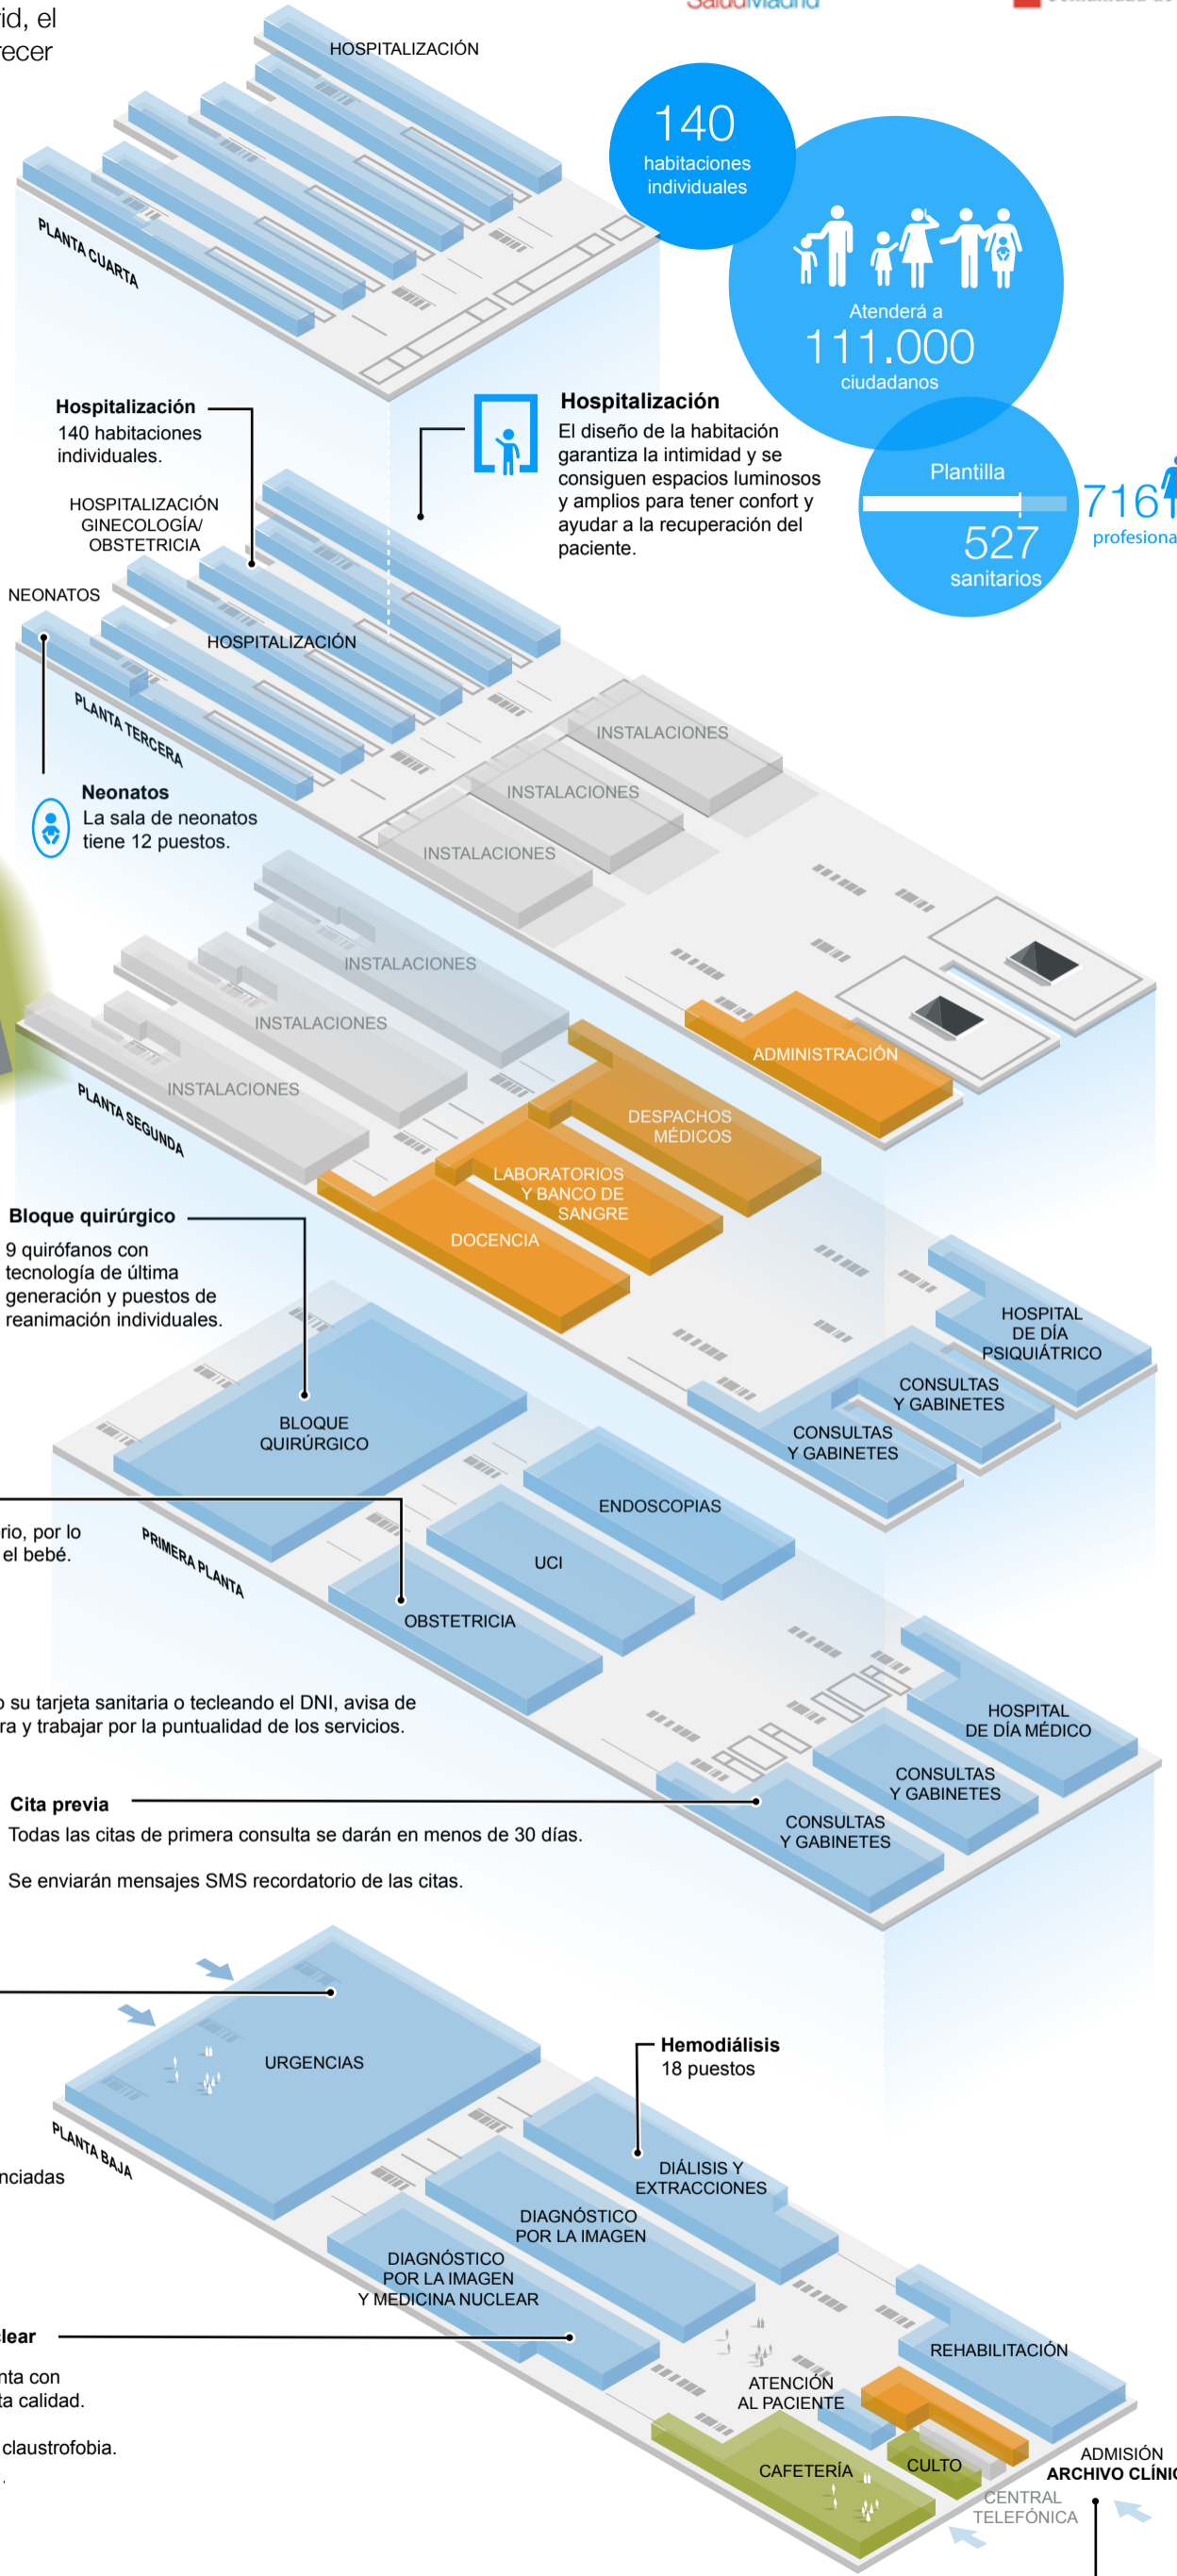 rid, el
recer
SaludMadrid
HOSPITALIZACIÓN
140
habitaciones
individuales
Atenderá a
111.000
ciudadanos
Plantilla
527
sanitarios
716
PLANTA CUARTA
Hospitalización
140 habitaciones
individuales.
Hospitalización
El diseño de la habitación
garantiza la intimidad y se
consiguen espacios luminosos
y amplios para tener confort y
ayudar a la recuperación del
paciente.
HOSPITALIZACIÓN
GINECOLOGÍA/
OBSTETRICIA
NEONATOS
HOSPITALIZACIÓN
PLANTA TERCERA
INSTALACIONES
INSTALACIONES
INSTALACIONES
Neonatos
La sala de neonatos
tiene 12 puestos.
ADMINISTRACIÓN
INSTALACIONES
INSTALACIONES
INSTALACIONES
PLANTA SEGUNDA
DESPACHOS
MÉDICOS
LABORATORIOS
Y BANCO DE
SANGRE
DOCENCIA
HOSPITAL
DE DÍA
PSIQUIÁTRICO
CONSULTAS
Y GABINETES
CONSULTAS
Y GABINETES
Bloque quirúrgico
9 quirófanos con
tecnología de última
generación y puestos de
reanimación individuales.
BLOQUE
QUIRÚRGICO
ENDOSCOPIAS
UCI
OBSTETRICIA
PRIMERA PLANTA
rio, por lo
el bebé.
o su tarjeta sanitaria o tecleando el DNI, avisa de
ra y trabajar por la puntualidad de los servicios.
HOSPITAL
DE DÍA MÉDICO
CONSULTAS
Y GABINETES
CONSULTAS
Y GABINETES
Cita previa
Todas las citas de primera consulta se darán en menos de 30 días.
Se enviarán mensajes SMS recordatorio de las citas.
URGENCIAS
PLANTA BAJA
Hemodiálisis
18 puestos
DIÁLISIS Y
EXTRACCIONES
DIAGNÓSTICO
POR LA IMAGEN
DIAGNÓSTICO
POR LA IMAGEN
Y MEDICINA NUCLEAR
nciadas
lear
nta con
ta calidad.
claustrofobia.
.
REHABILITACIÓN
ATENCIÓN
AL PACIENTE
CAFETERÍA
CULTO
ADMISIÓN
ARCHIVO CLÍNIC
CENTRAL
TELEFÓNICA